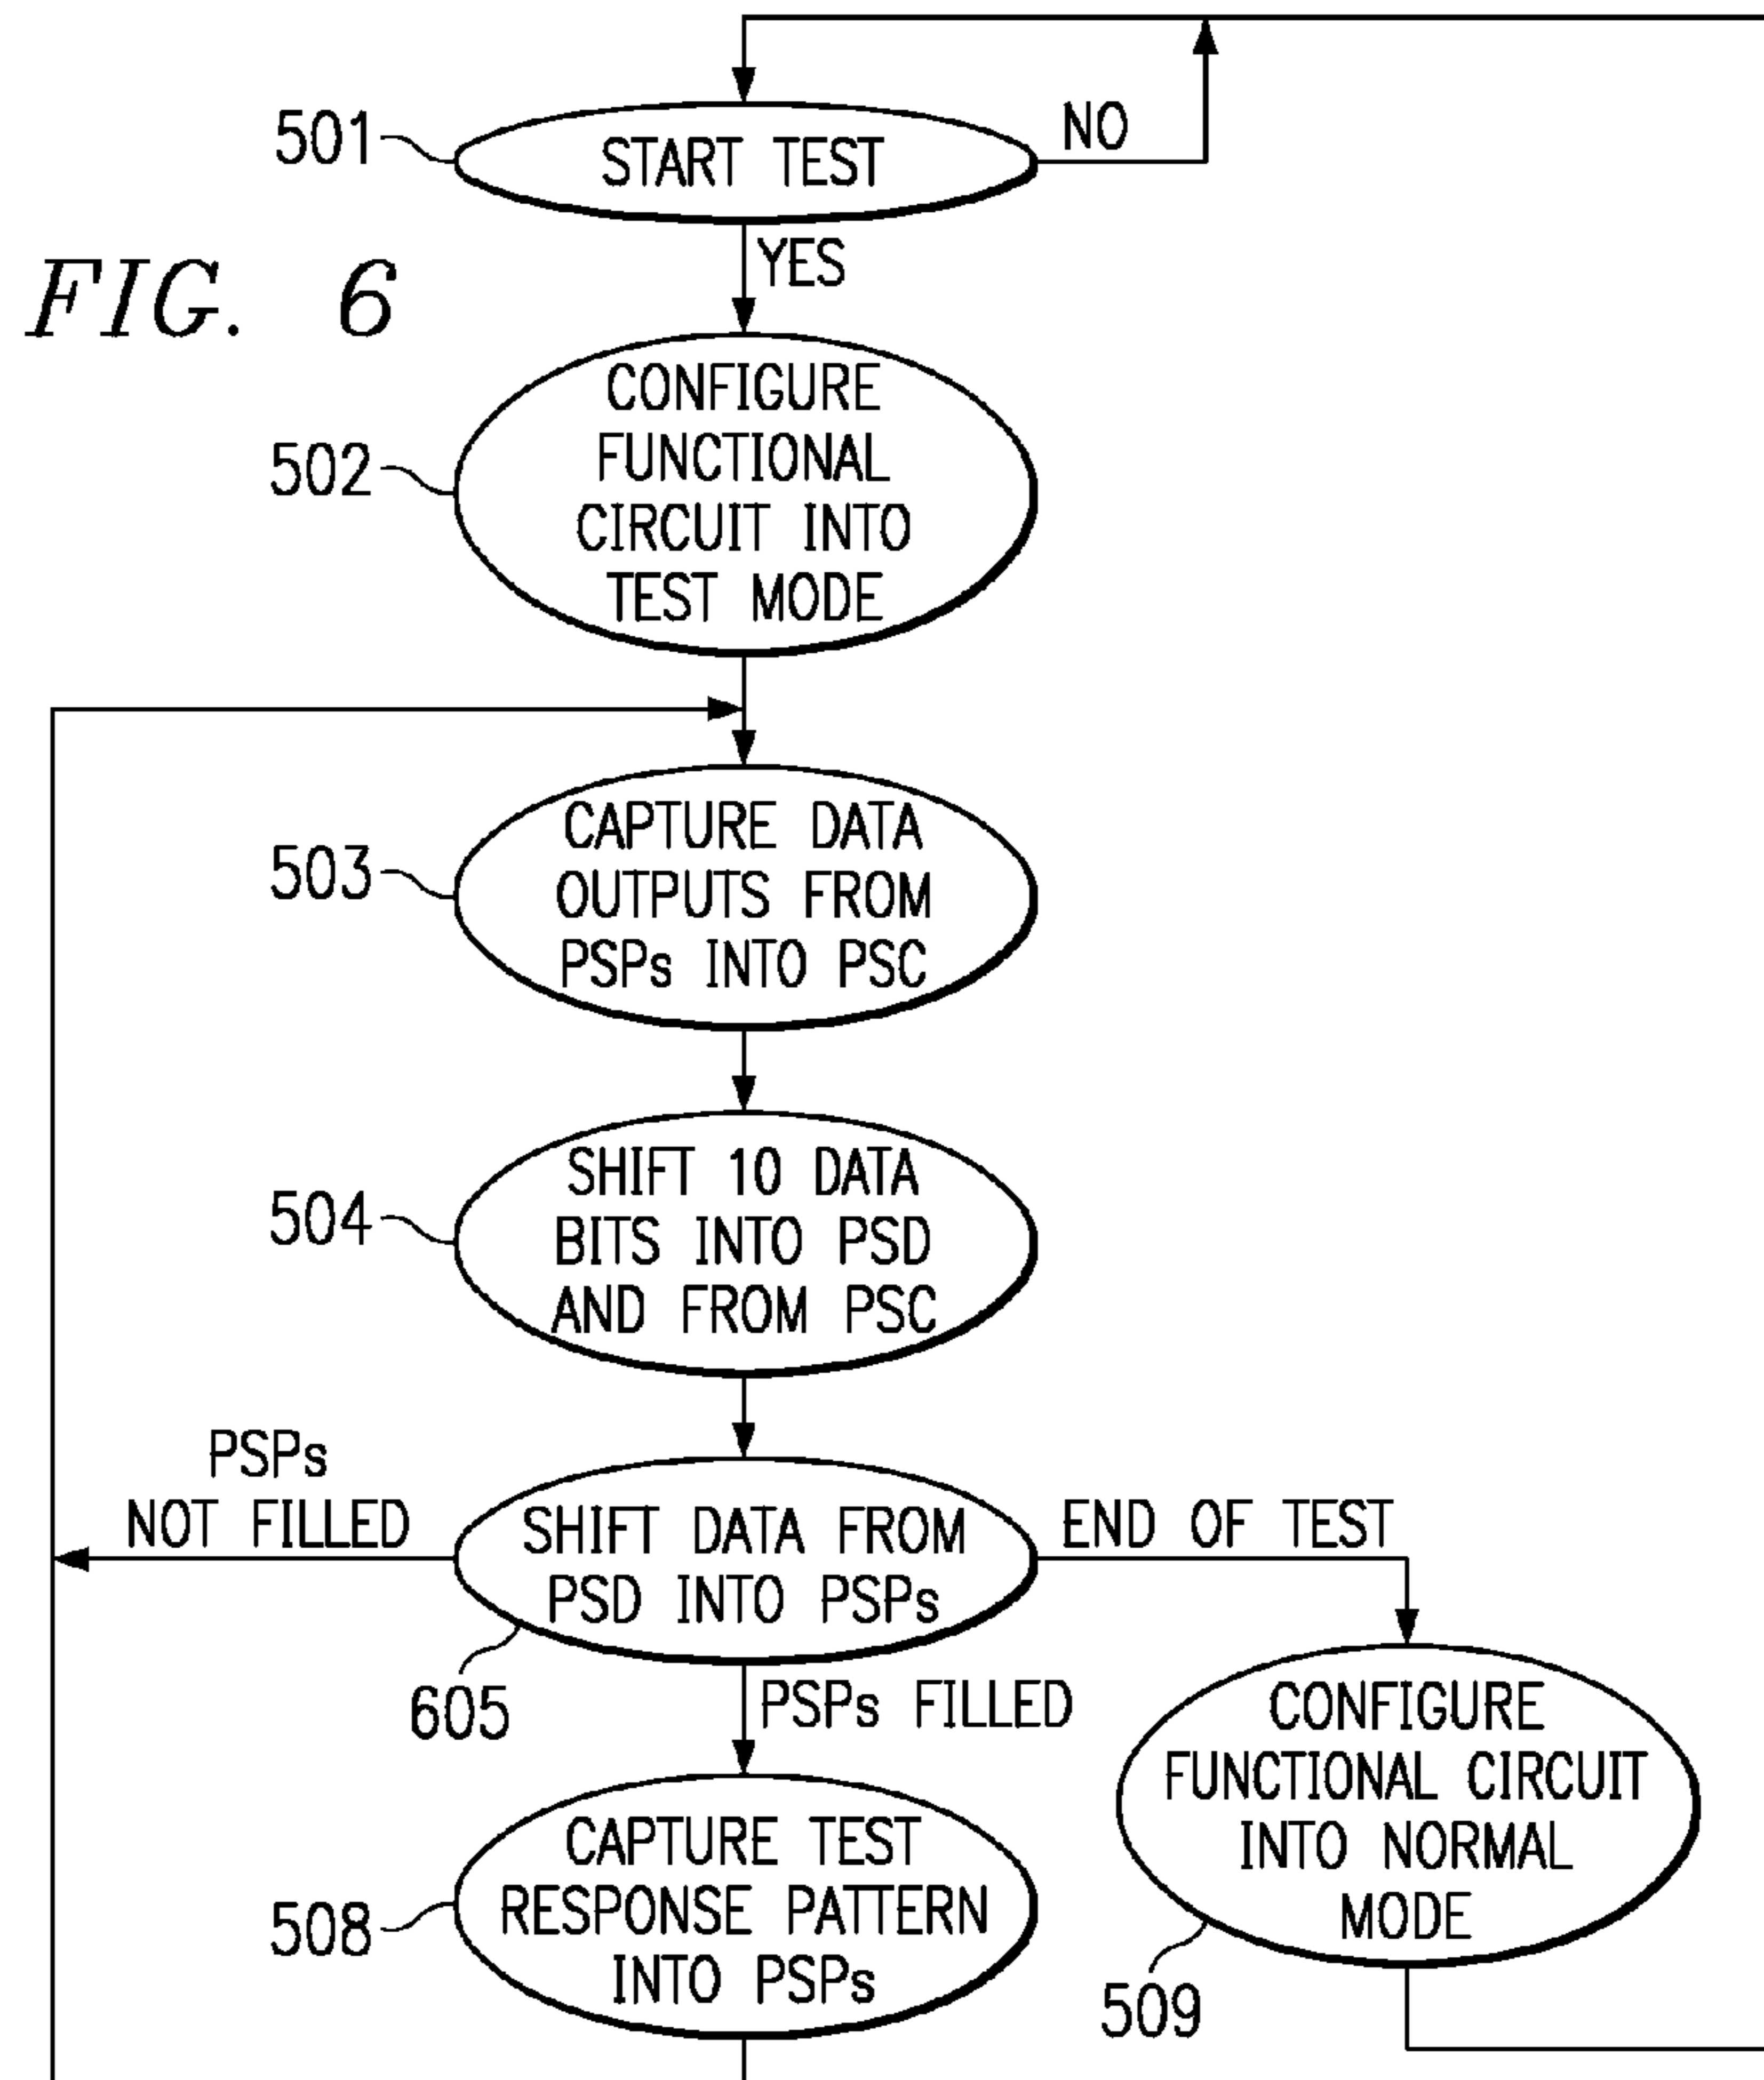 501
START TEST
NO
YES
FIG. 6
502
CONFIGURE
FUNCTIONAL
CIRCUIT INTO
TEST MODE
503
CAPTURE DATA
OUTPUTS FROM
PSPs INTO PSC
504
SHIFT 10 DATA
BITS INTO PSD
AND FROM PSC
PSPs
NOT FILLED
SHIFT DATA FROM
PSD INTO PSPs
END OF TEST
605
PSPs FILLED
CONFIGURE
FUNCTIONAL CIRCUIT
INTO NORMAL
MODE
508
CAPTURE TEST
RESPONSE PATTERN
INTO PSPs
509